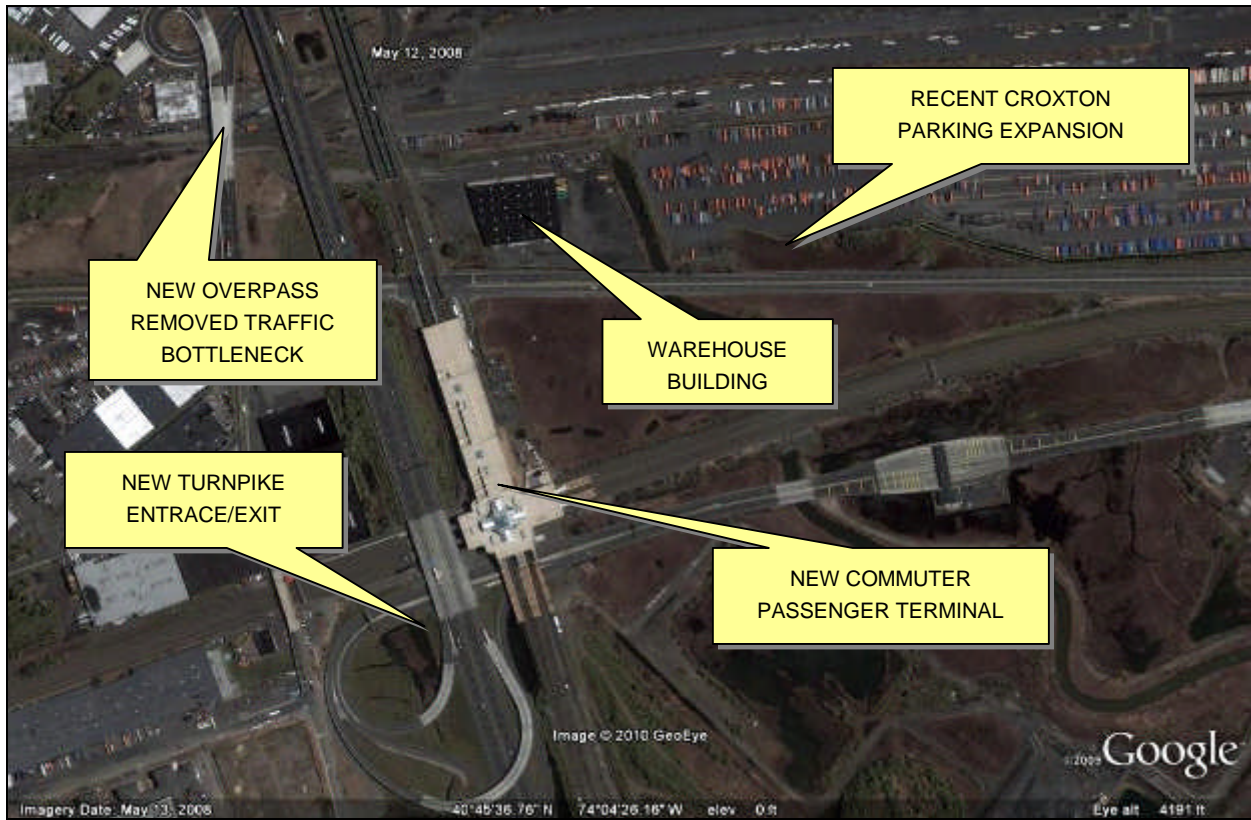 May 12, 2008
RECENT CROXTON
PARKING EXPANSION
NEW OVERPASS
REMOVED TRAFFIC
BOTTLENECK
WAREHOUSE
BUILDING
NEW TURNPIKE
ENTRACE/EXIT
NEW COMMUTER
PASSENGER TERMINAL
Image © 2010 GeoEye
©2009 Google
Imagery Date: May 13, 2008 40°45'36.76" N 74°04'26.16" W elev 0 ft Eye alt 4191 ft